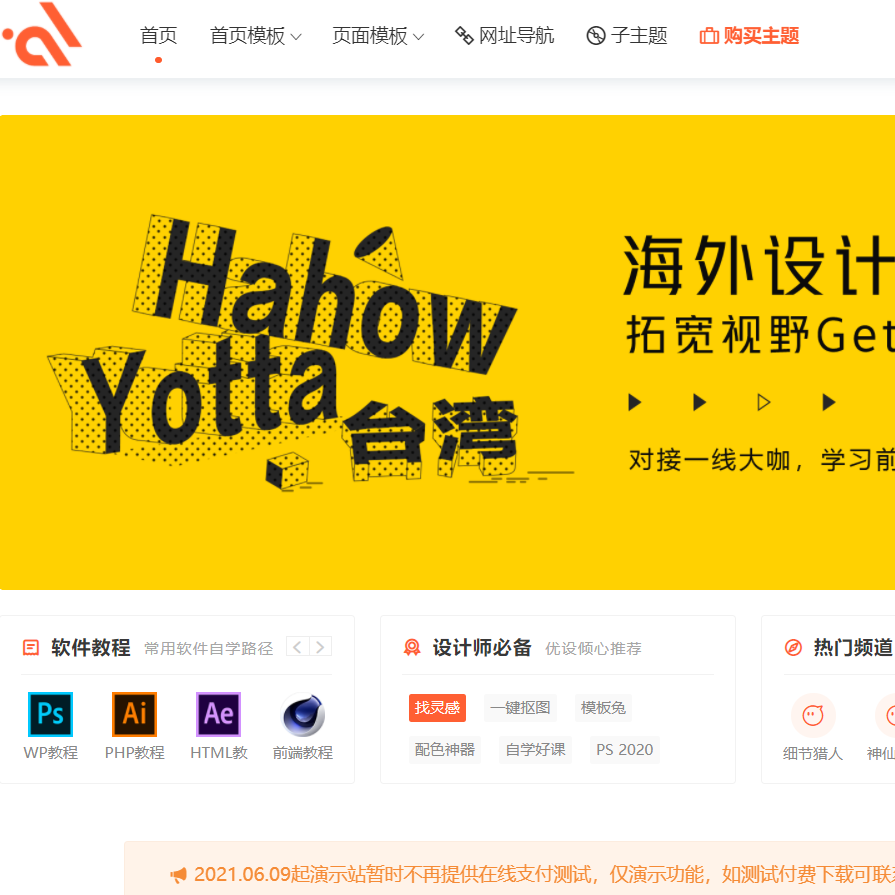 首页 首页模板 页面模板 网址导航 子主题 购买主题
Hahow
Yotta
台湾
海外设计
拓宽视野Get
对接一线大咖，学习前
软件教程 常用软件自学路径
Ps Ai Ae
WP教程 PHP教程 HTML教 前端教程
设计师必备 优设倾心推荐
找灵感 一键抠图 模板兔
配色神器 自学好课 PS 2020
热门频道
细节猎人 神仙
2021.06.09起演示站暂时不再提供在线支付测试，仅演示功能，如测试付费下载可联